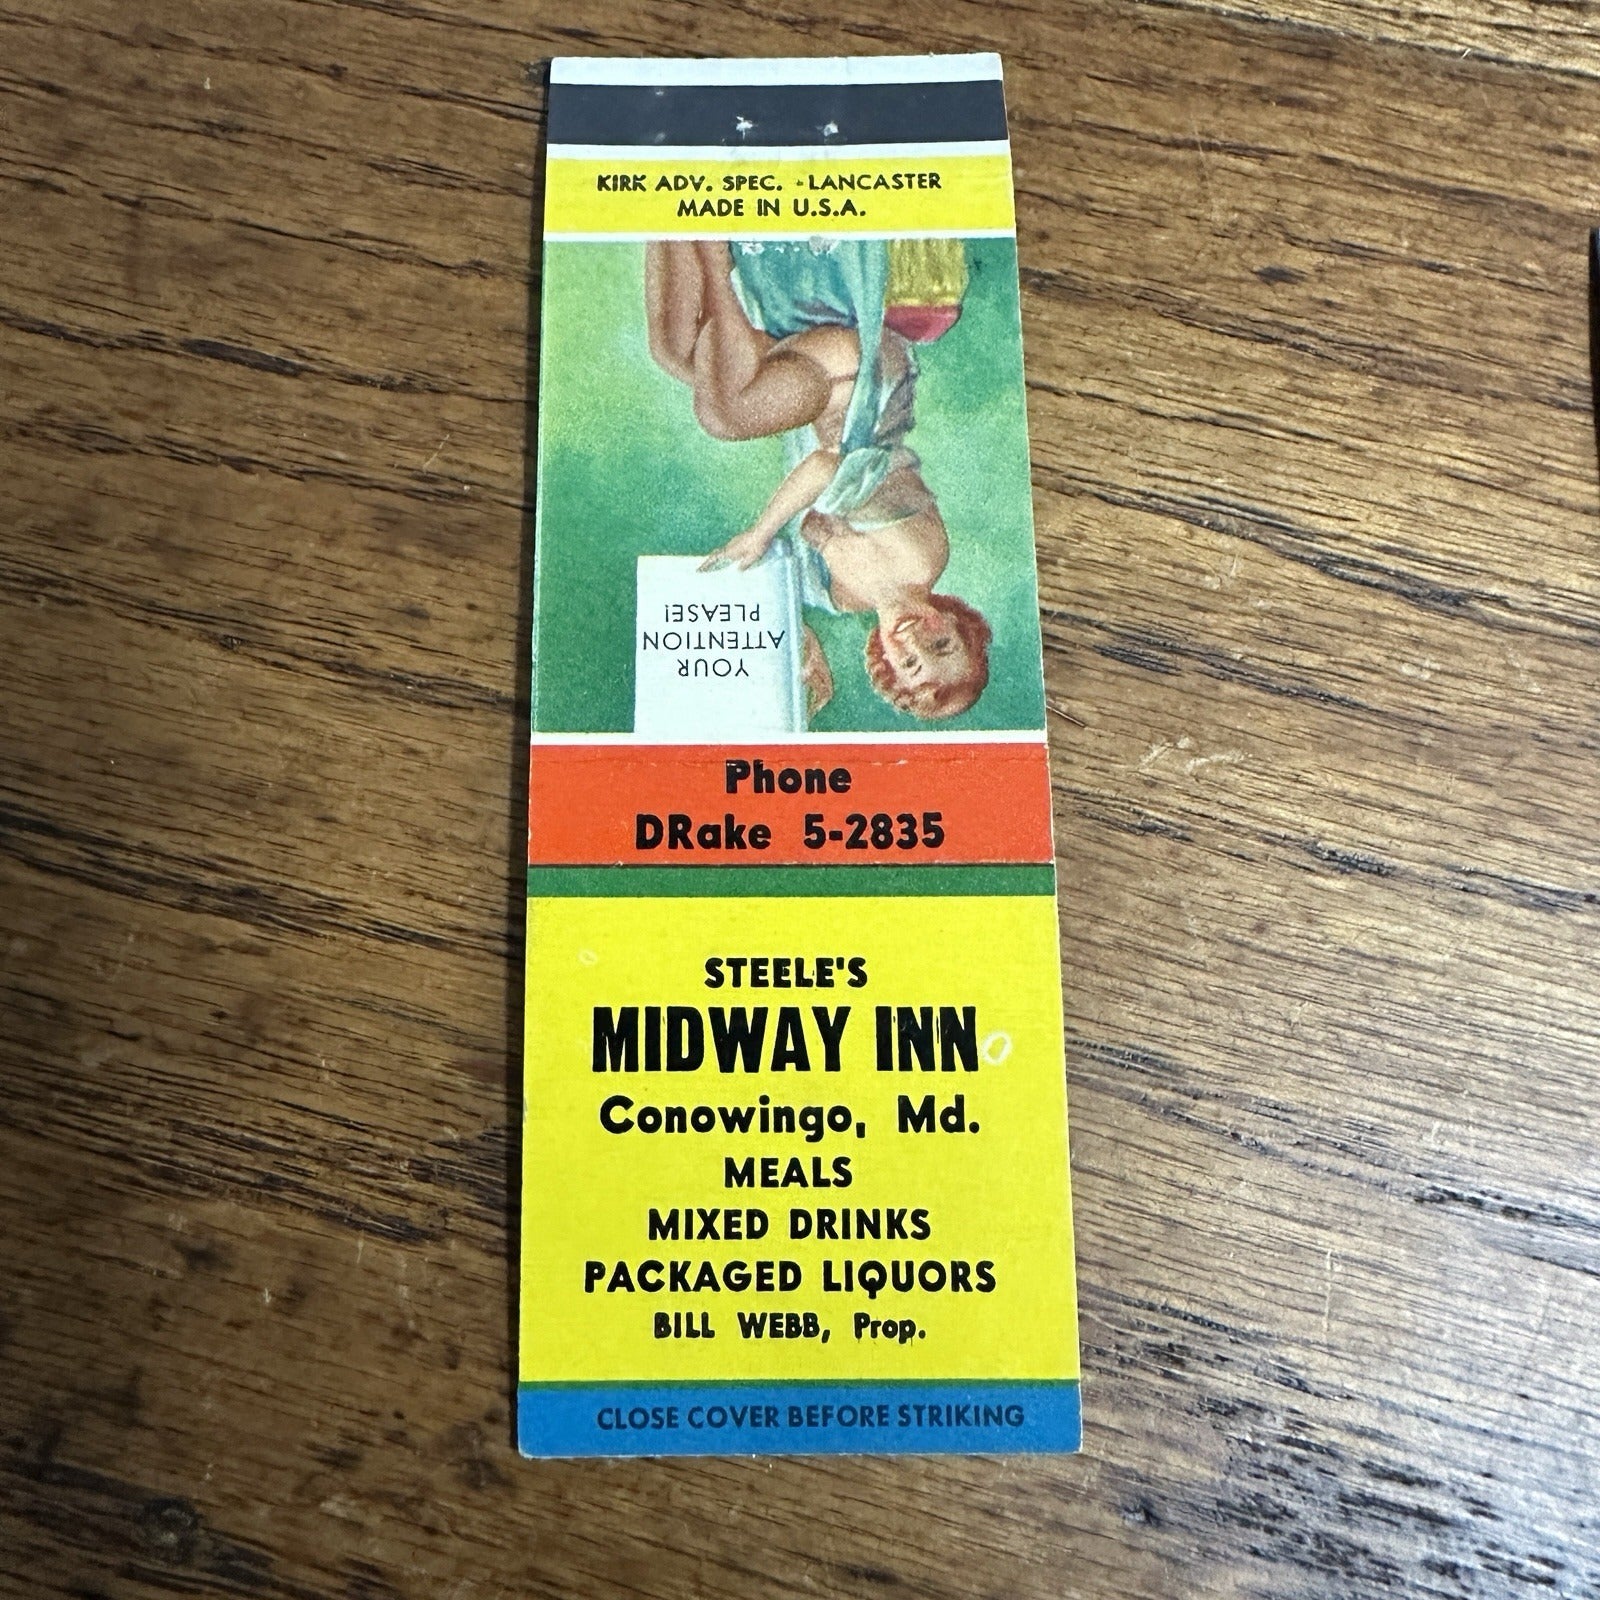 KIRK ADV. SPEC. - LANCASTER
MADE IN U.S.A.
YOUR
ATTENTION
PLEASE!
Phone
DRake 5-2835
STEELE'S
MIDWAY INN
Conowingo, Md.
MEALS
MIXED DRINKS
PACKAGED LIQUORS
BILL WEBB, Prop.
CLOSE COVER BEFORE STRIKING